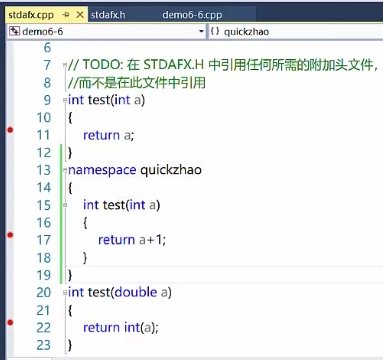 stdafx.cpp stdafx.h demo6-6.cpp
demo6-6 {} quickzhao
6
7 // TODO: 在 STDAFX.H 中引用任何所需的附加头文件,
8 //而不是在此文件中引用
9 int test(int a)
10 {
11 return a;
12 }
13 namespace quickzhao
14 {
15 int test(int a)
16 {
17 return a+1;
18 }
19 }
20 int test(double a)
21 {
22 return int(a);
23 }